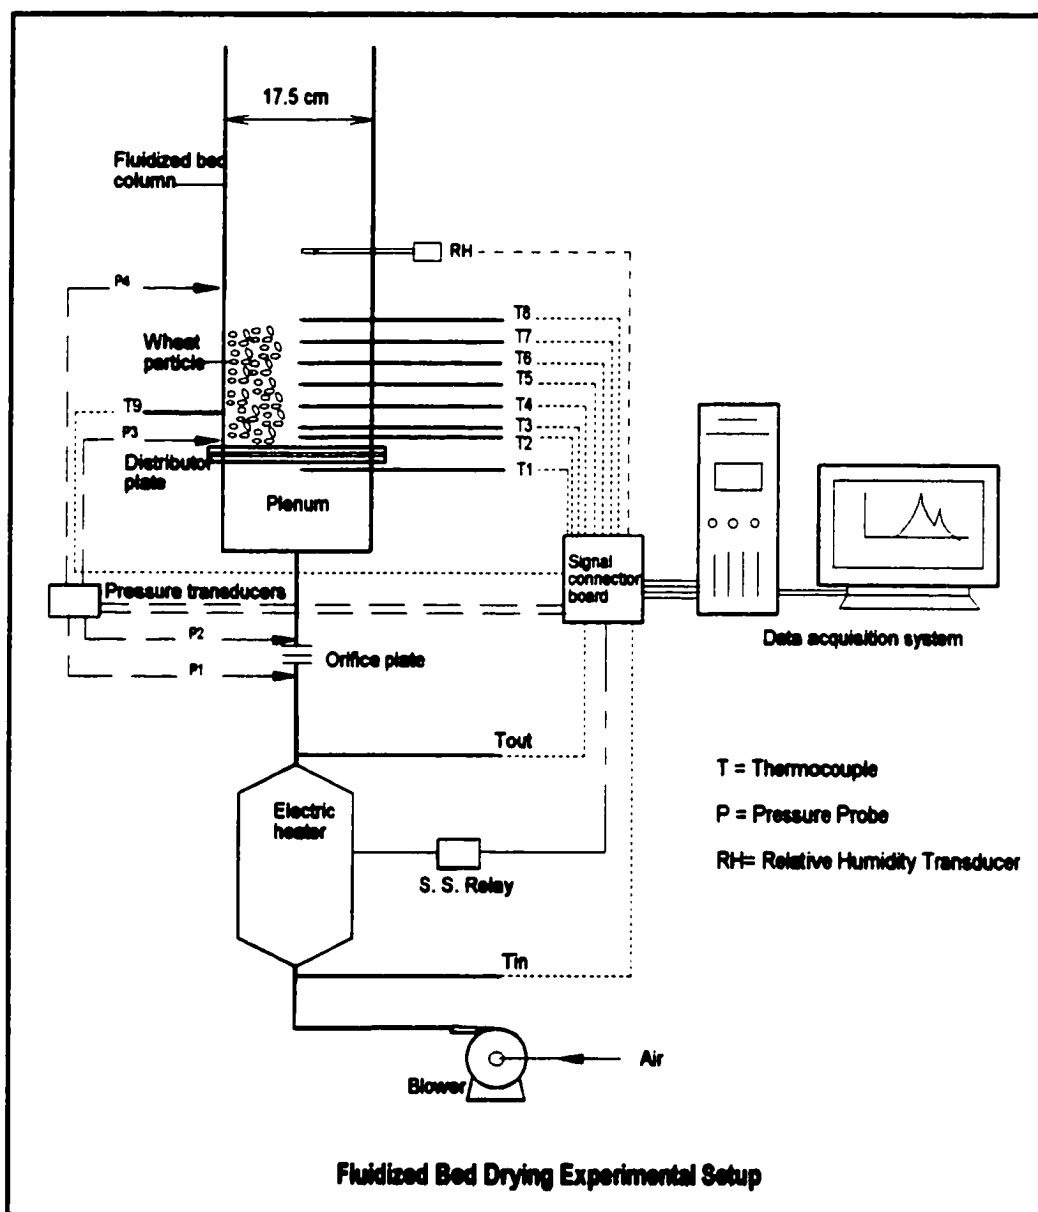 17.5 cm
Fluidized bed
column
RH
P4
T8
T7
Wheat
particle
T6
T5
T9
T4
P3
T3
T2
Distributor
plate
T1
Plenum
Signal
connection
board
Pressure transducers
P2
Orifice plate
P1
Data acquisition system
Tout
T = Thermocouple
Electric
heater
P = Pressure Probe
RH= Relative Humidity Transducer
S. S. Relay
Tin
Air
Blower
Fluidized Bed Drying Experimental Setup